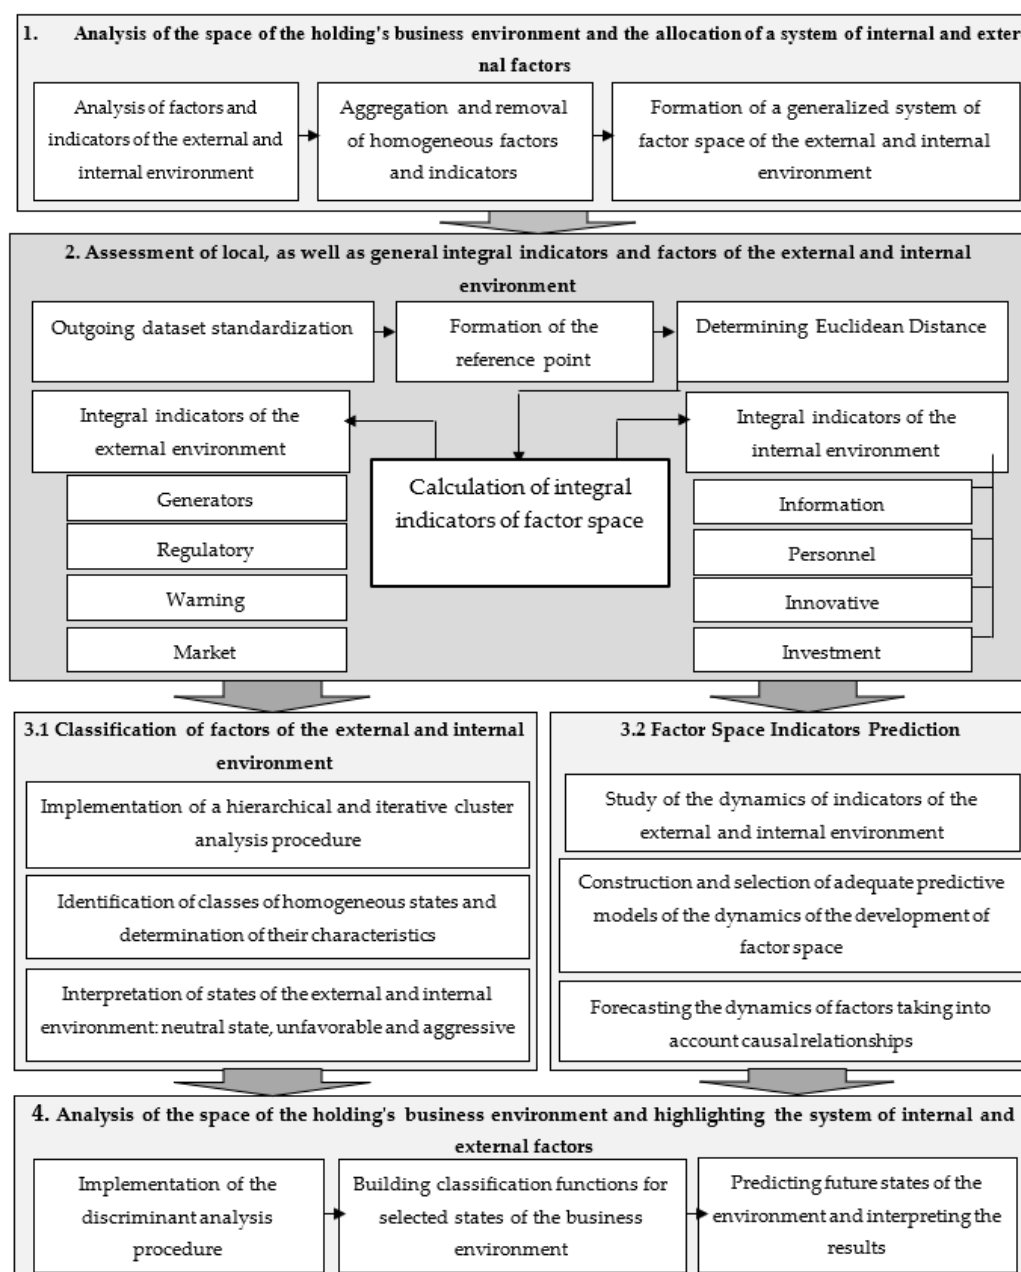 1. Analysis of the space of the holding's business environment and the allocation of a system of internal and exter
nal factors
Analysis of factors and
indicators of the external and
internal environment
Aggregation and removal
of homogeneous factors
and indicators
Formation of a generalized system of
factor space of the external and internal
environment
2. Assessment of local, as well as general integral indicators and factors of the external and internal
environment
Outgoing dataset standardization
Formation of the
reference point
Determining Euclidean Distance
Integral indicators of the
external environment
Generators
Regulatory
Warning
Market
Calculation of integral
indicators of factor space
Integral indicators of the
internal environment
Information
Personnel
Innovative
Investment
3.1 Classification of factors of the external and internal
environment
Implementation of a hierarchical and iterative cluster
analysis procedure
Identification of classes of homogeneous states and
determination of their characteristics
Interpretation of states of the external and internal
environment: neutral state, unfavorable and aggressive
3.2 Factor Space Indicators Prediction
Study of the dynamics of indicators of the
external and internal environment
Construction and selection of adequate predictive
models of the dynamics of the development of
factor space
Forecasting the dynamics of factors taking into
account causal relationships
4. Analysis of the space of the holding's business environment and highlighting the system of internal and
external factors
Implementation of the
discriminant analysis
procedure
Building classification functions for
selected states of the business
environment
Predicting future states of the
environment and interpreting the
results